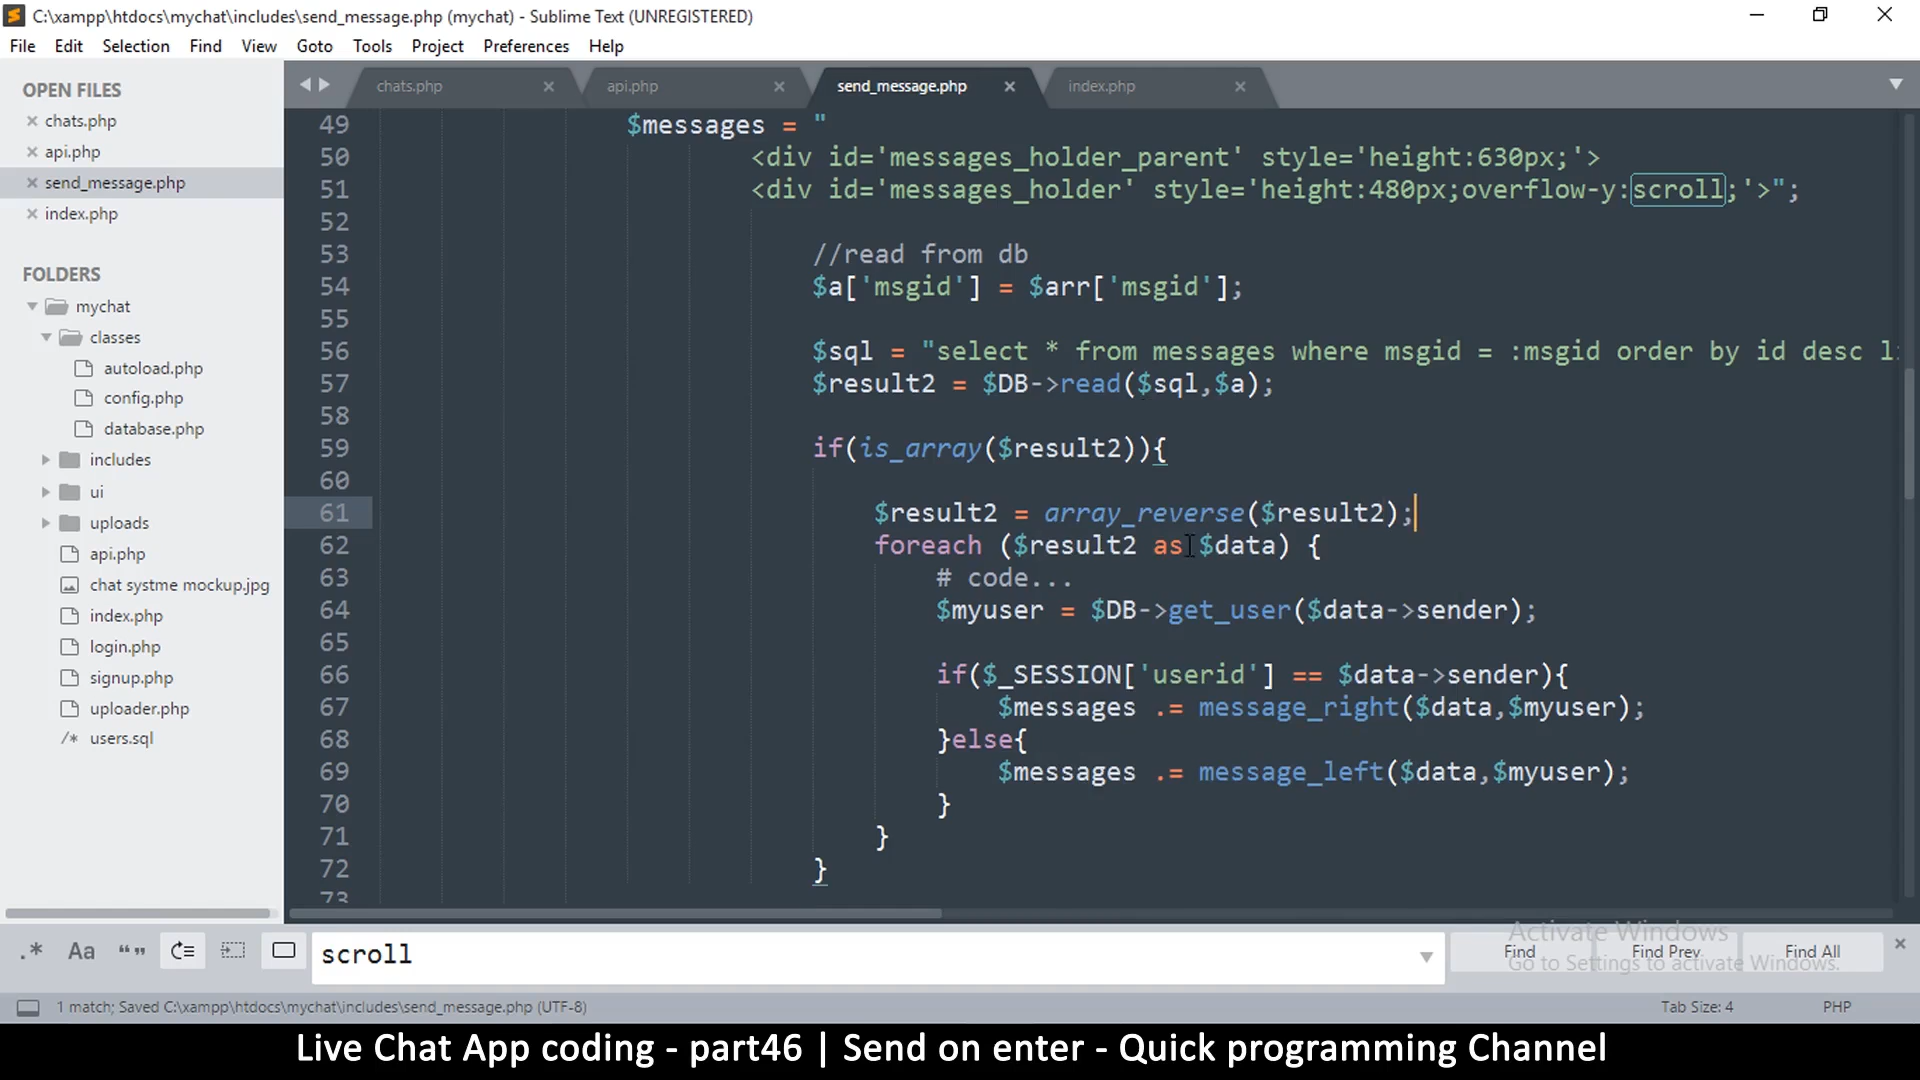 C:\xampp\htdocs\mychat\includes\send_message.php (mychat) - Sublime Text (UNREGISTERED)
File Edit Selection Find View Goto Tools Project Preferences Help
OPEN FILES
chats.php
api.php
send_message.php
index.php
FOLDERS
mychat
classes
autoload.php
config.php
database.php
includes
ui
uploads
api.php
chat systme mockup.jpg
index.php
login.php
signup.php
uploader.php
/* users.sql
chats.php api.php send_message.php index.php
49 $messages = "
50 <div id='messages_holder_parent' style='height:630px;'>
51 <div id='messages_holder' style='height:480px;overflow-y:scroll;'>";
52
53 //read from db
54 $a['msgid'] = $arr['msgid'];
55
56 $sql = "select * from messages where msgid = :msgid order by id desc l
57 $result2 = $DB->read($sql,$a);
58
59 if(is_array($result2)){
60
61 $result2 = array_reverse($result2);
62 foreach ($result2 as $data) {
63 # code...
64 $myuser = $DB->get_user($data->sender);
65
66 if($_SESSION['userid'] == $data->sender){
67 $messages .= message_right($data,$myuser);
68 }else{
69 $messages .= message_left($data,$myuser);
70 }
71 }
72 }
73
.* Aa “ ” scroll Find Find Prev Find All
Activate Windows
Go to Settings to activate Windows.
1 match; Saved C:\xampp\htdocs\mychat\includes\send_message.php (UTF-8) Tab Size: 4 PHP
Live Chat App coding - part46 | Send on enter - Quick programming Channel